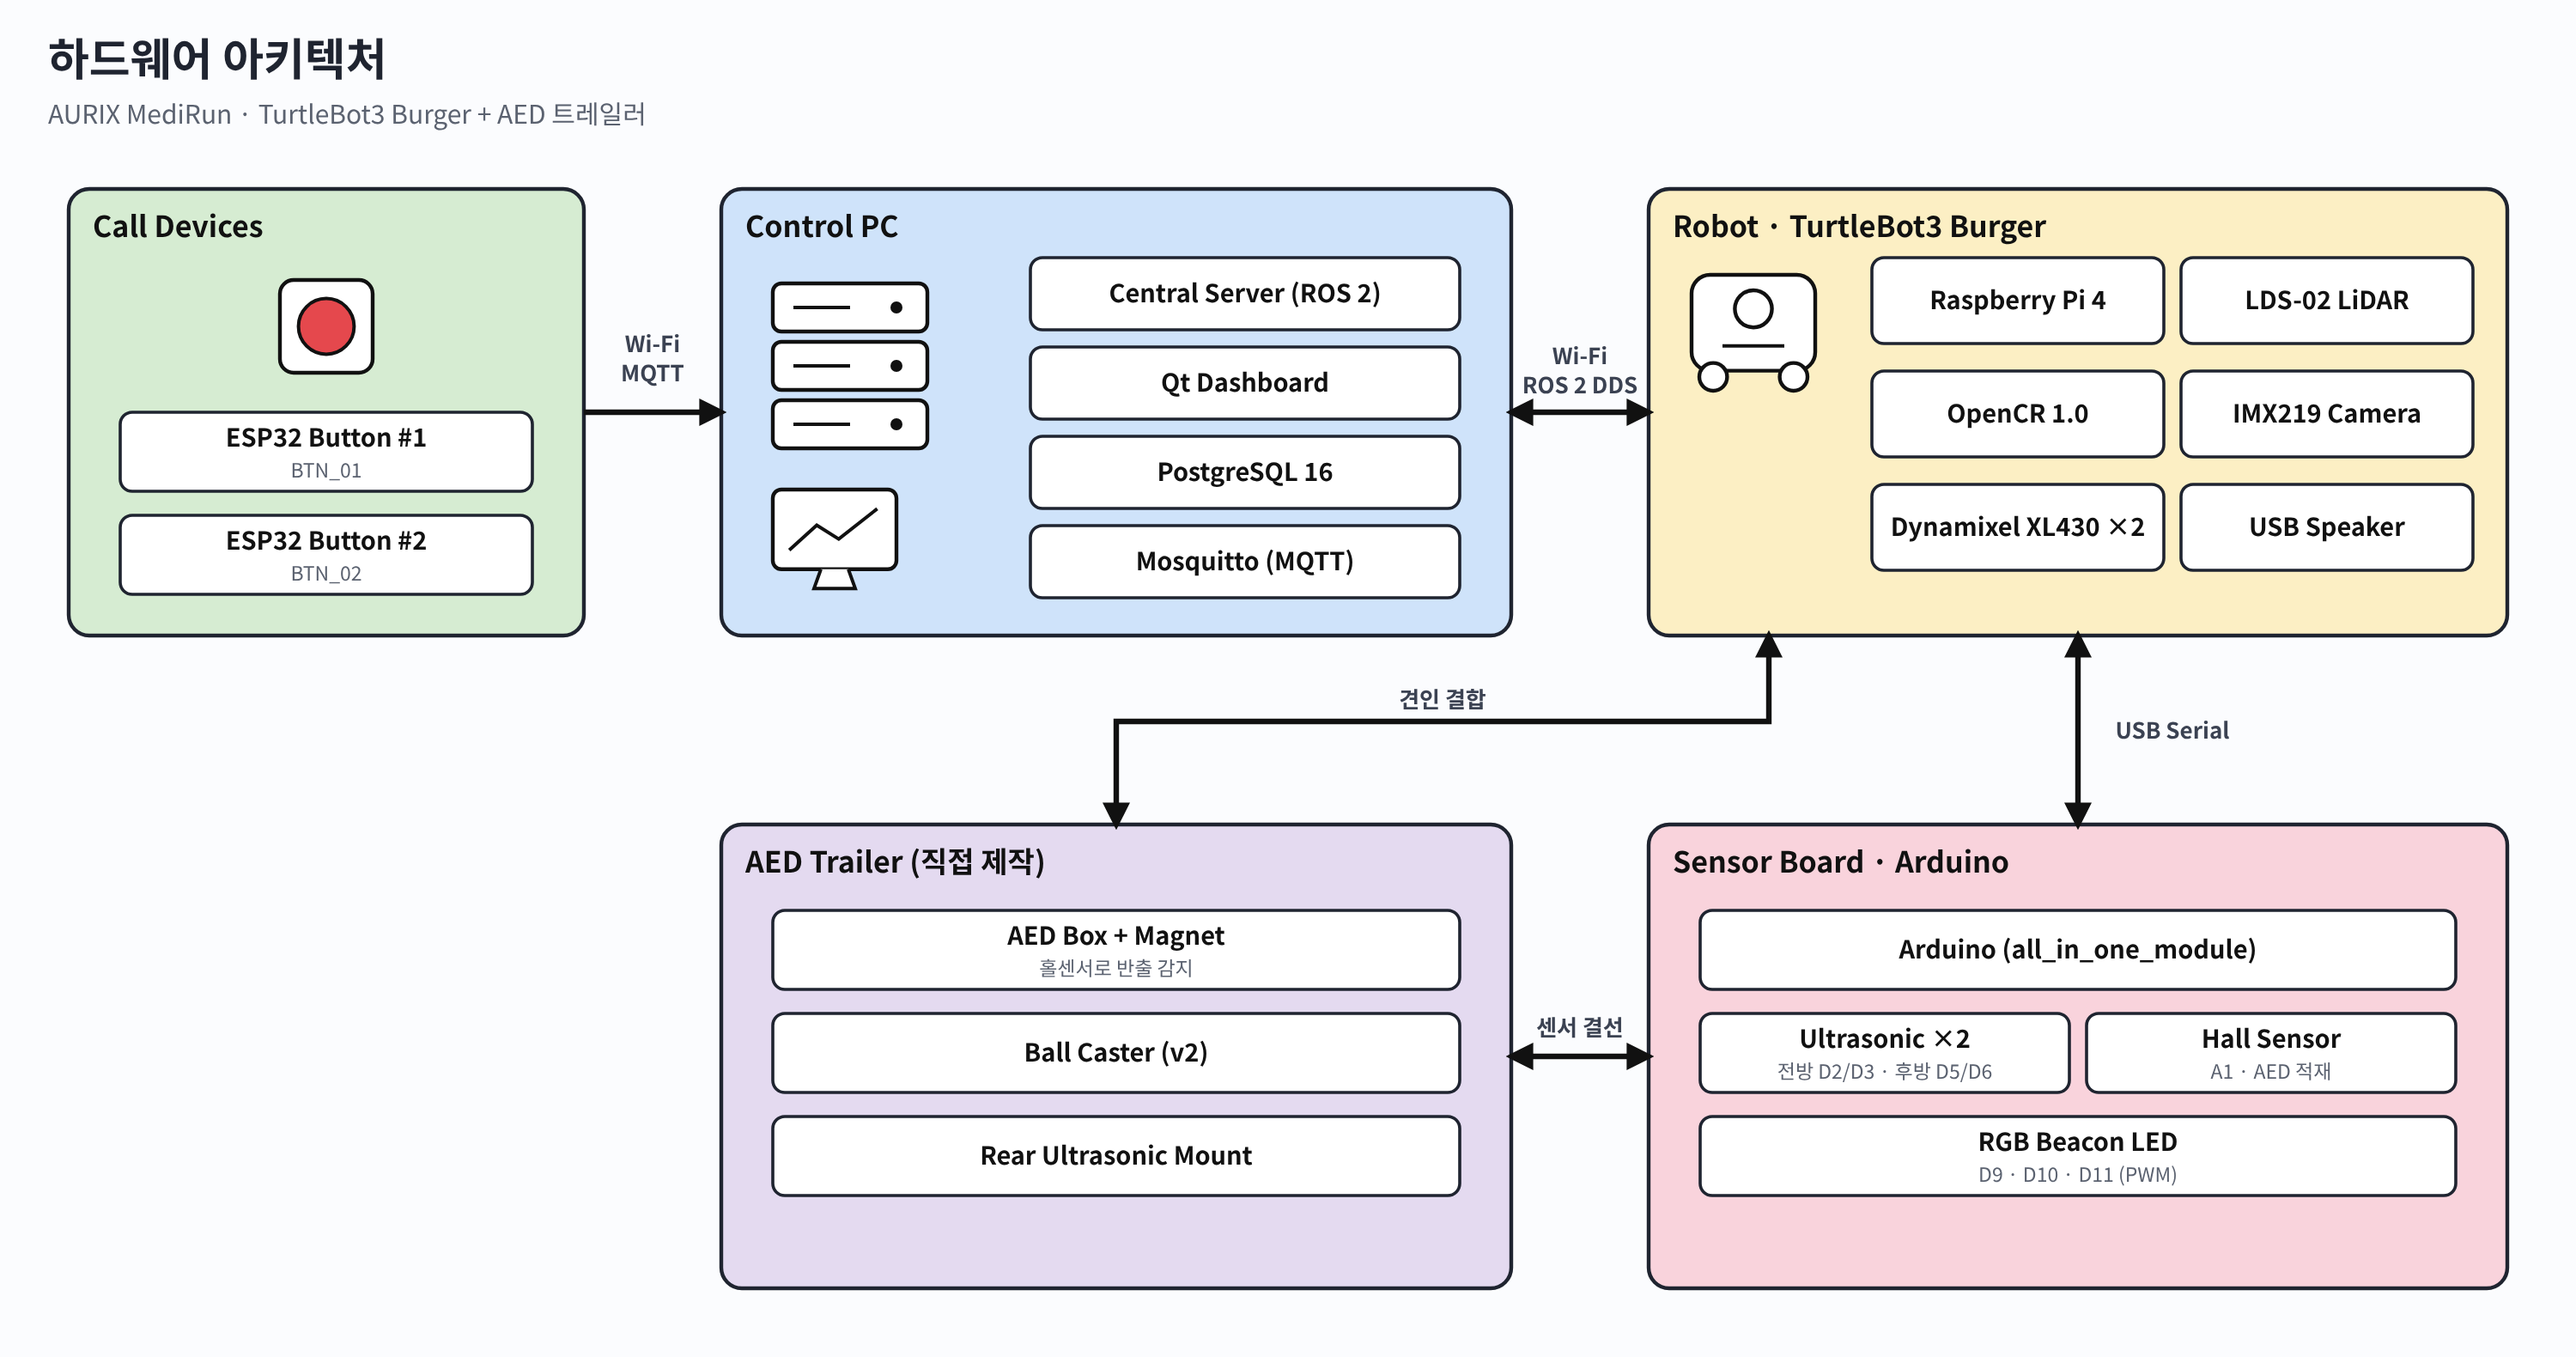 하드웨어 아키텍처
AURIX MediRun · TurtleBot3 Burger + AED 트레일러
Call Devices
ESP32 Button #1
BTN_01
ESP32 Button #2
BTN_02
Wi-Fi
MQTT
Control PC
Central Server (ROS 2)
Qt Dashboard
PostgreSQL 16
Mosquitto (MQTT)
Wi-Fi
ROS 2 DDS
Robot · TurtleBot3 Burger
Raspberry Pi 4
LDS-02 LiDAR
OpenCR 1.0
IMX219 Camera
Dynamixel XL430 ×2
USB Speaker
견인 결합
USB Serial
AED Trailer (직접 제작)
AED Box + Magnet
홀센서로 반출 감지
Ball Caster (v2)
Rear Ultrasonic Mount
센서 결선
Sensor Board · Arduino
Arduino (all_in_one_module)
Ultrasonic ×2
전방 D2/D3 · 후방 D5/D6
Hall Sensor
A1 · AED 적재
RGB Beacon LED
D9 · D10 · D11 (PWM)